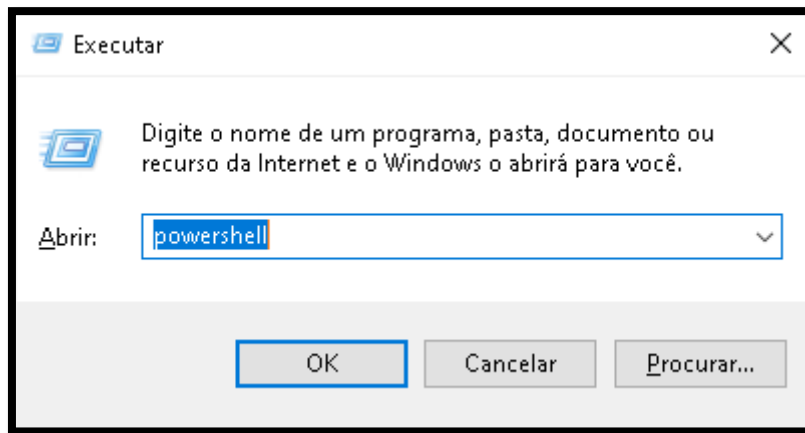 Executar
Digite o nome de um programa, pasta, documento ou
recurso da Internet e o Windows o abrirá para você.
Abrir: powershell
OK Cancelar Procurar...